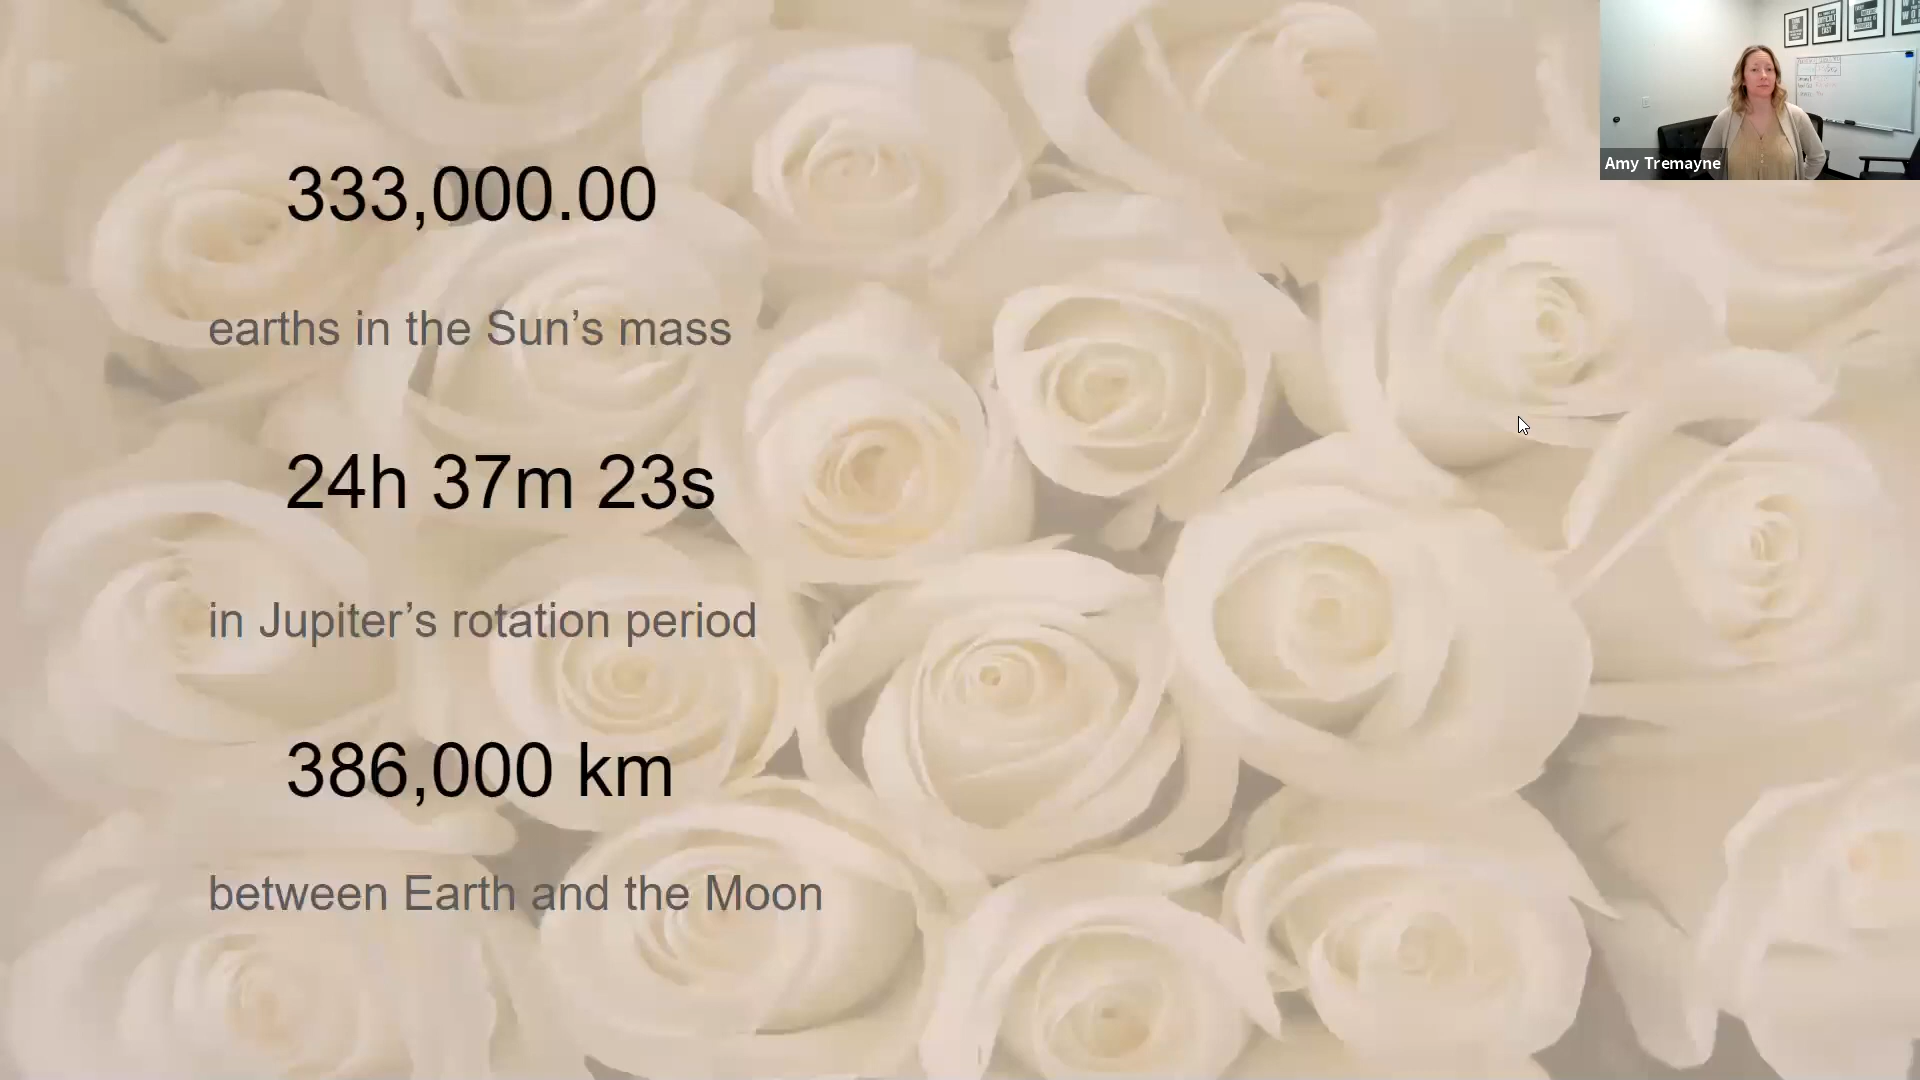 333,000.00
earths in the Sun’s mass
24h 37m 23s
in Jupiter’s rotation period
386,000 km
between Earth and the Moon
Amy Tremayne